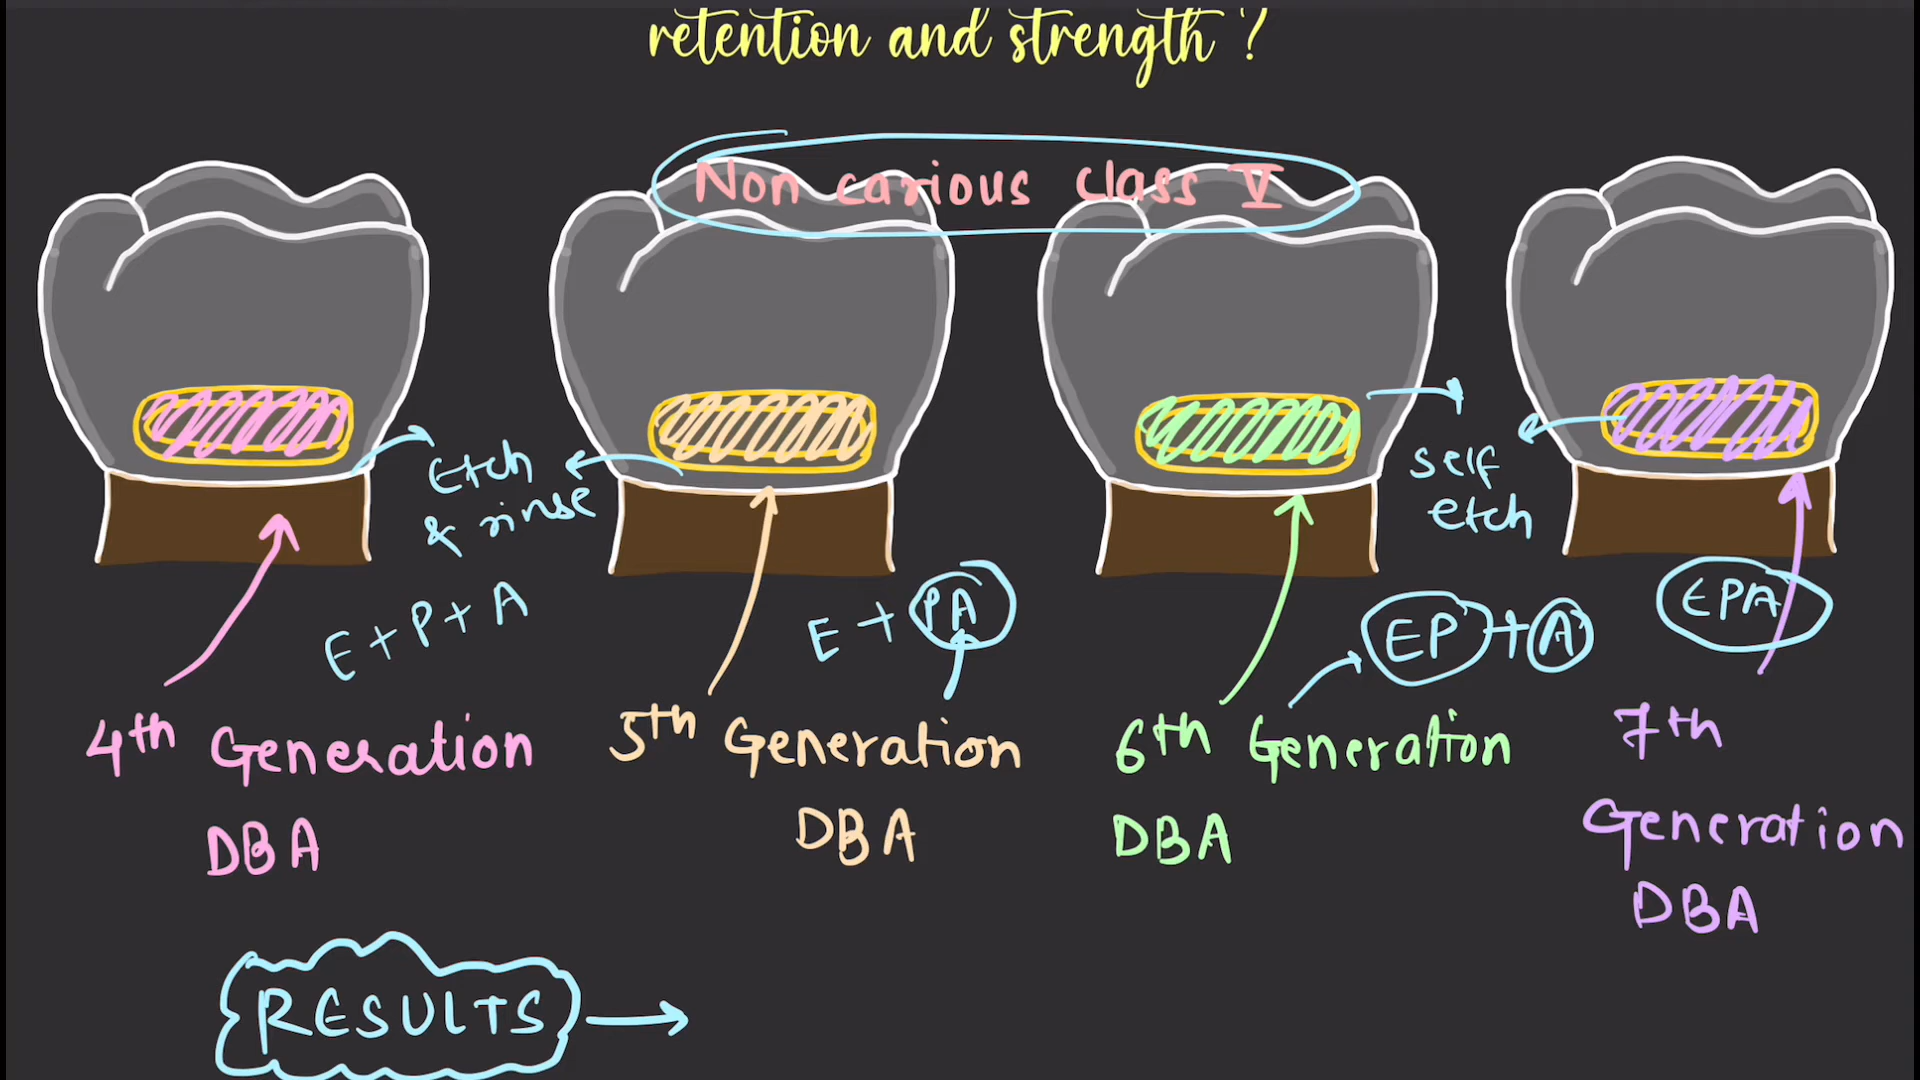 retention and strength ?
Non carious class V
Etch
& rinse
self
etch
E+P+A
E + PA
EP + A
EPA
4th Generation
DBA
5th Generation
DBA
6th Generation
DBA
7th
Generation
DBA
RESULTS →